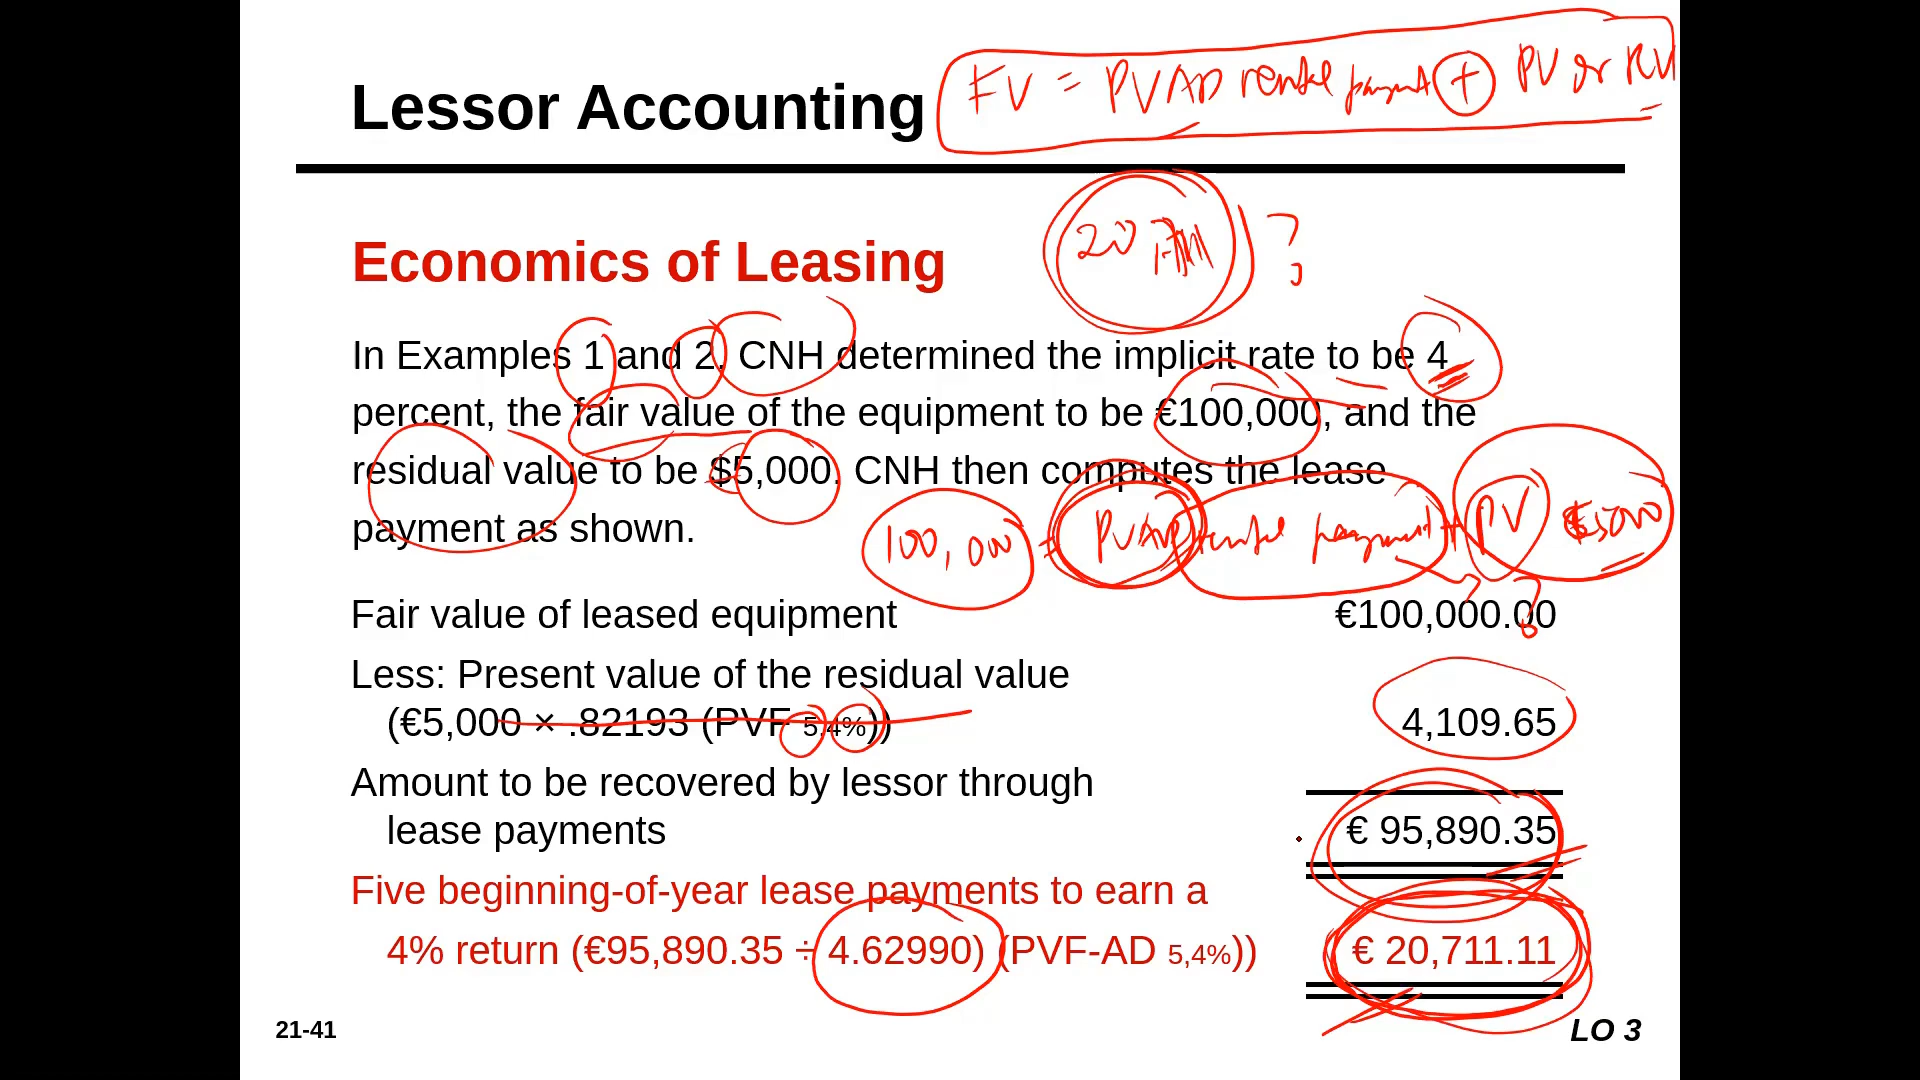 Lessor Accounting
FV = PVAD rental payment + PV or RV
Economics of Leasing
20 ?
In Examples 1 and 2, CNH determined the implicit rate to be 4
percent, the fair value of the equipment to be €100,000, and the
residual value to be $5,000. CNH then computes the lease
payment as shown.
100,000 = PVAD rental payment + PV €5,000
?
Fair value of leased equipment €100,000.00
Less: Present value of the residual value
(€5,000 × .82193 (PVF 5,4%)) 4,109.65
Amount to be recovered by lessor through
lease payments € 95,890.35
Five beginning-of-year lease payments to earn a
4% return (€95,890.35 ÷ 4.62990) (PVF-AD 5,4%)) € 20,711.11
21-41 LO 3